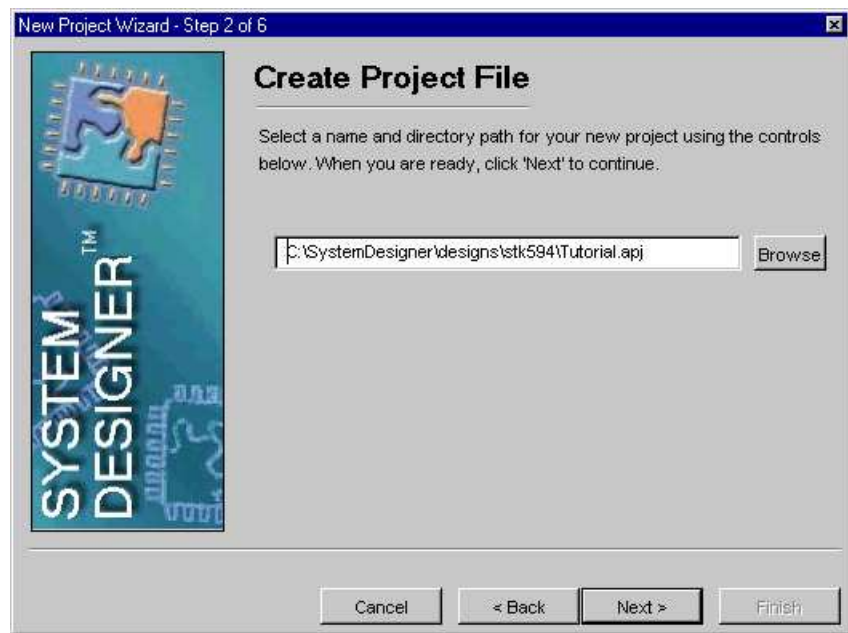 New Project Wizard - Step 2 of 6
Create Project File
Select a name and directory path for your new project using the controls
below. When you are ready, click 'Next' to continue.
C:\SystemDesigner\designs\stk594\Tutorial.apj
Browse
SYSTEM
DESIGNER™
Cancel
< Back
Next >
Finish